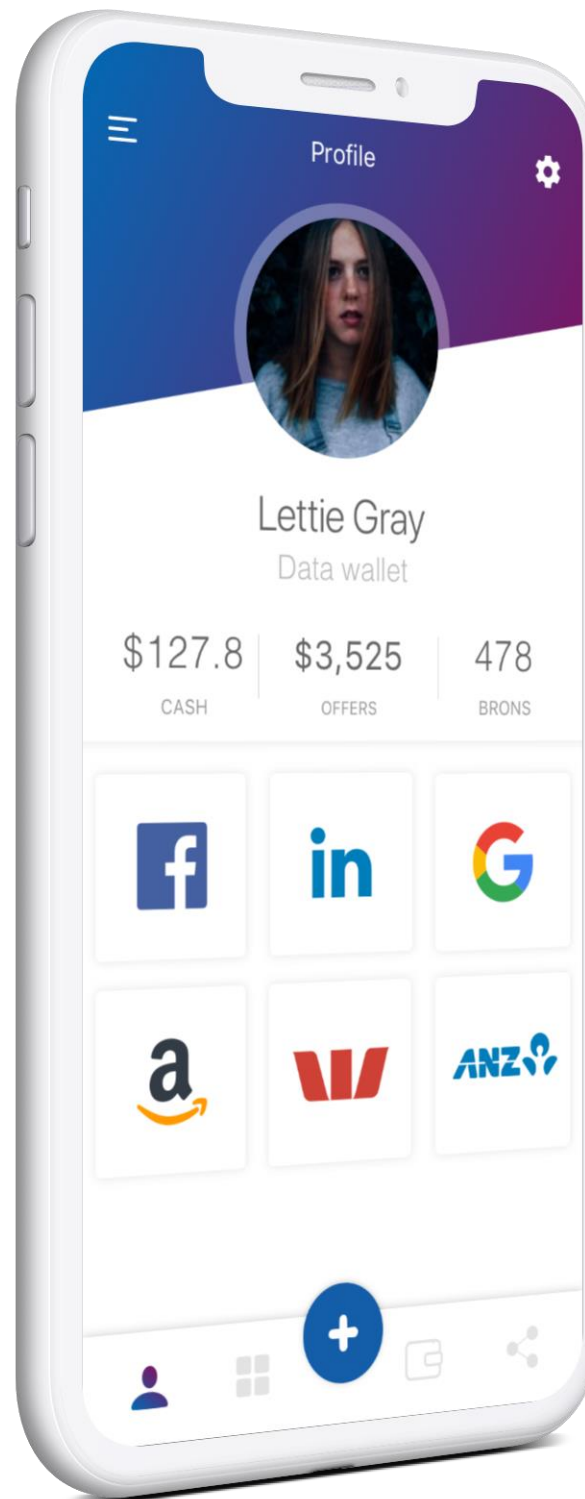 Profile
Lettie Gray
Data wallet
$127.8 $3,525 478
CASH OFFERS BRONS
f in G
a ANZ